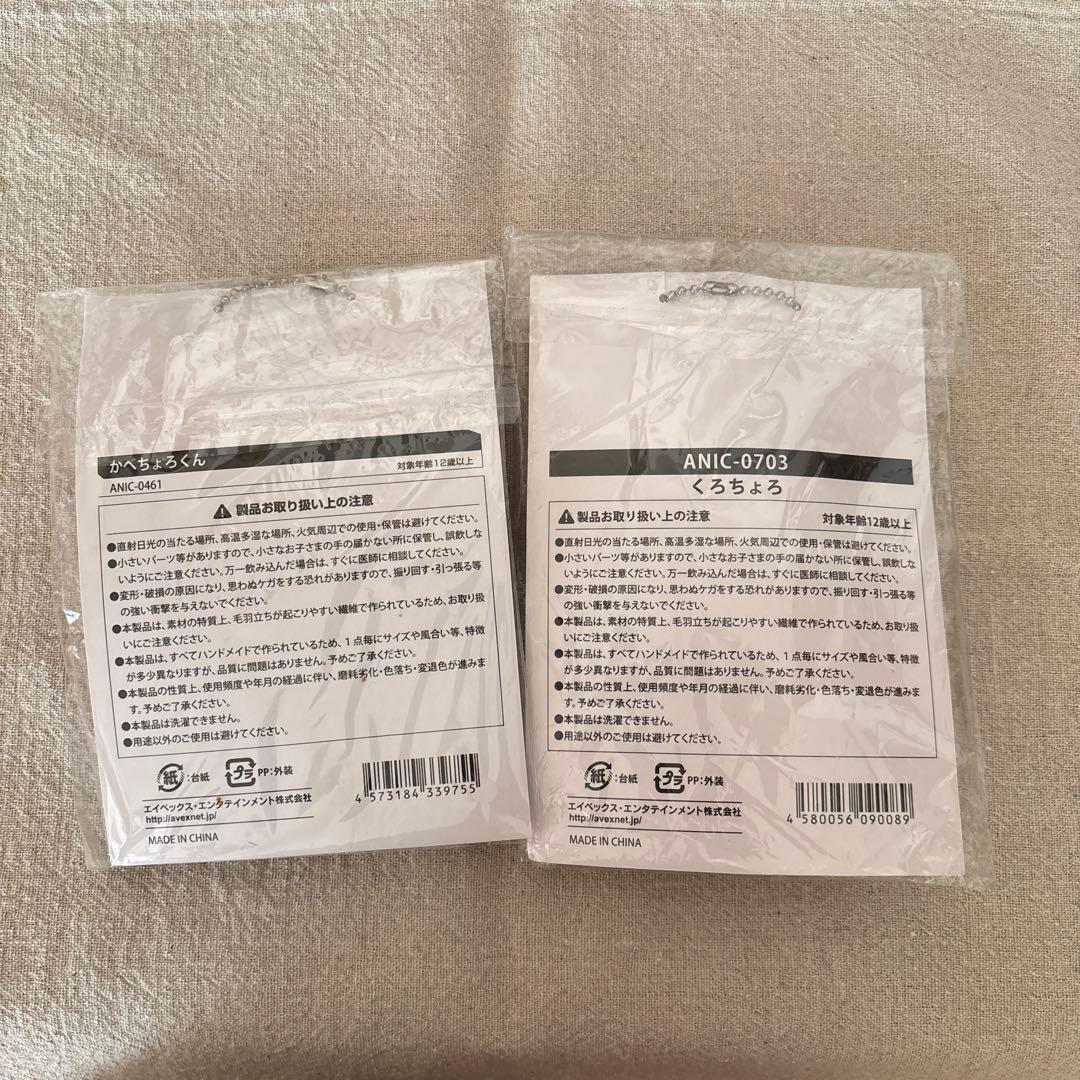 かべちょろくん
対象年齢12歳以上
ANIC-0461
製品お取り扱い上の注意
●直射日光の当たる場所、高温多湿な場所、火気周辺での使用・保管は避けてください。
●小さいパーツ等がありますので、小さなお子さまの手の届かない所に保管し、誤飲しな
いようにご注意ください。万一飲み込んだ場合は、すぐに医師に相談してください。
●変形・破損の原因になり、思わぬケガをする恐れがありますので、振り回す・引っ張る等
の強い衝撃を与えないでください。
●本製品は、素材の特質上、毛羽立ちが起こりやすい繊維で作られているため、お取り扱
いにご注意ください。
●本製品は、すべてハンドメイドで作られているため、1点毎にサイズや風合い等、特徴
が多少異なりますが、品質に問題はありません。予めご了承ください。
●本製品の性質上、使用頻度や年月の経過に伴い、磨耗劣化・色落ち・変退色が進みま
す。予めご了承ください。
●本製品は洗濯できません。
●用途以外のご使用は避けてください。
紙:台紙 プラ PP:外装
エイベックス・エンタテインメント株式会社
http://avexnet.jp/
MADE IN CHINA
4 573184 339755
ANIC-0703
くろちょろ
製品お取り扱い上の注意 対象年齢12歳以上
●直射日光の当たる場所、高温多湿な場所、火気周辺での使用・保管は避けてください。
●小さいパーツ等がありますので、小さなお子さまの手の届かない所に保管し、誤飲しな
いようにご注意ください。万一飲み込んだ場合は、すぐに医師に相談してください。
●変形・破損の原因になり、思わぬケガをする恐れがありますので、振り回す・引っ張る等
の強い衝撃を与えないでください。
●本製品は、素材の特質上、毛羽立ちが起こりやすい繊維で作られているため、お取り扱
いにご注意ください。
●本製品は、すべてハンドメイドで作られているため、1点毎にサイズや風合い等、特徴
が多少異なりますが、品質に問題はありません。予めご了承ください。
●本製品の性質上、使用頻度や年月の経過に伴い、磨耗劣化・色落ち・変退色が進みま
す。予めご了承ください。
●本製品は洗濯できません。
●用途以外のご使用は避けてください。
紙:台紙 プラ PP:外装
エイベックス・エンタテインメント株式会社
http://avexnet.jp/
MADE IN CHINA
4 580056 090089